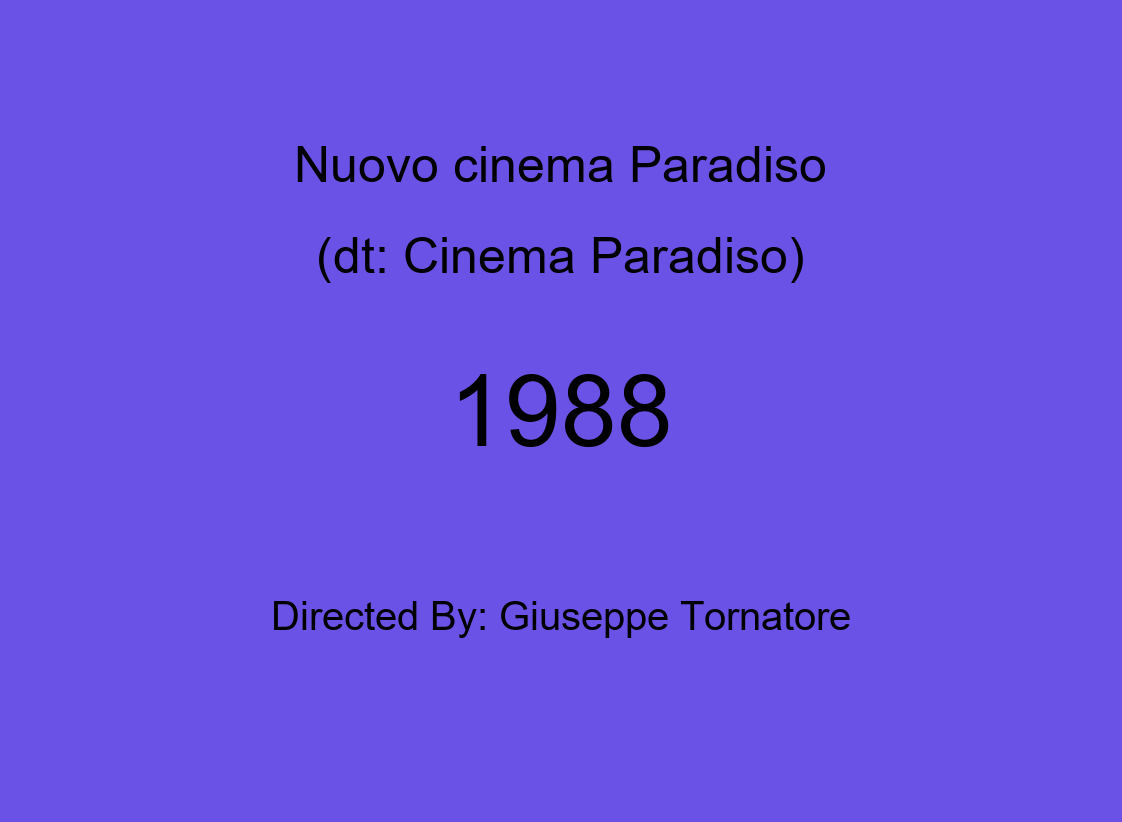 Nuovo cinema Paradiso
(dt: Cinema Paradiso)
1988
Directed By: Giuseppe Tornatore